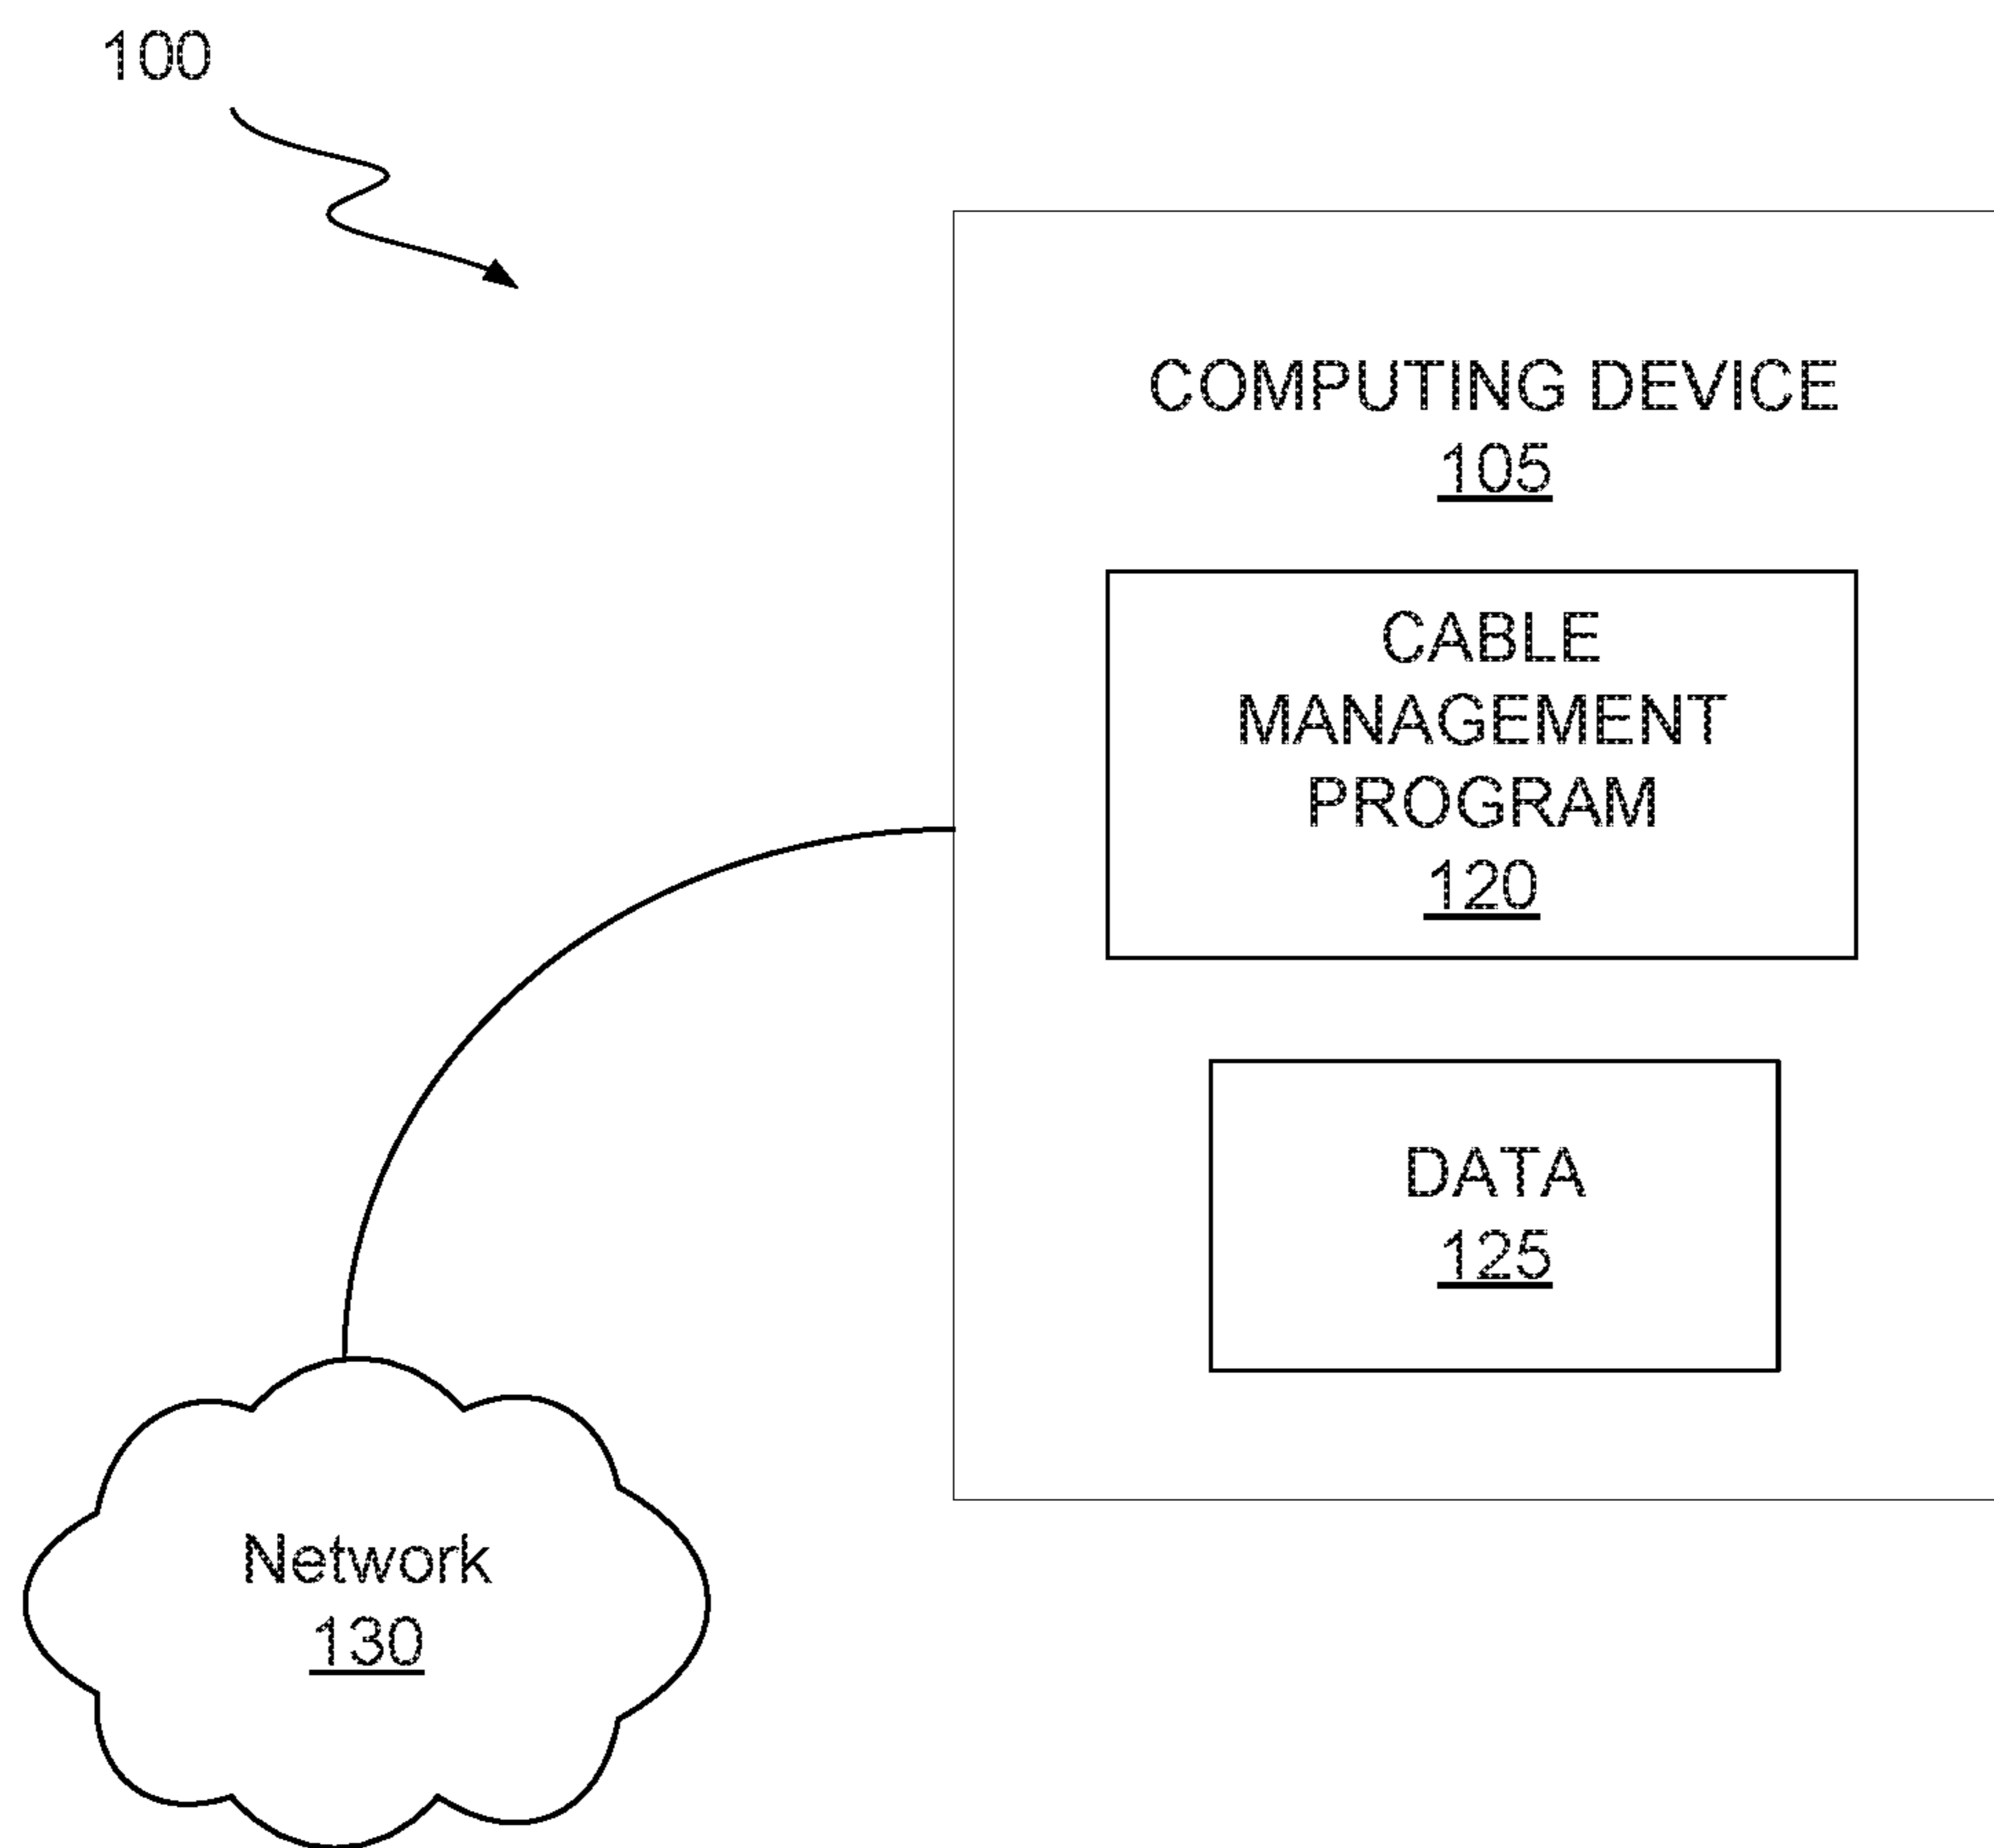 100
COMPUTING DEVICE
105
CABLE
MANAGEMENT
PROGRAM
120
DATA
125
Network
130